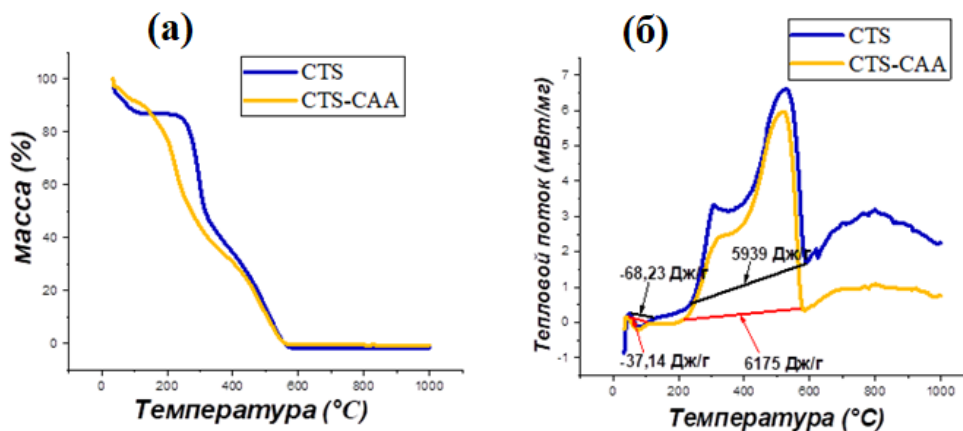 (а)
CTS
CTS-CAA
масса (%)
100
80
60
40
20
0
0
200
400
600
800
1000
Температура (°C)
(б)
CTS
CTS-CAA
Тепловой поток (мВт/мг)
7
6
5
4
3
2
1
0
-1
-68,23 Дж/г
5939 Дж/г
-37,14 Дж/г
6175 Дж/г
0
200
400
600
800
1000
Температура (°C)